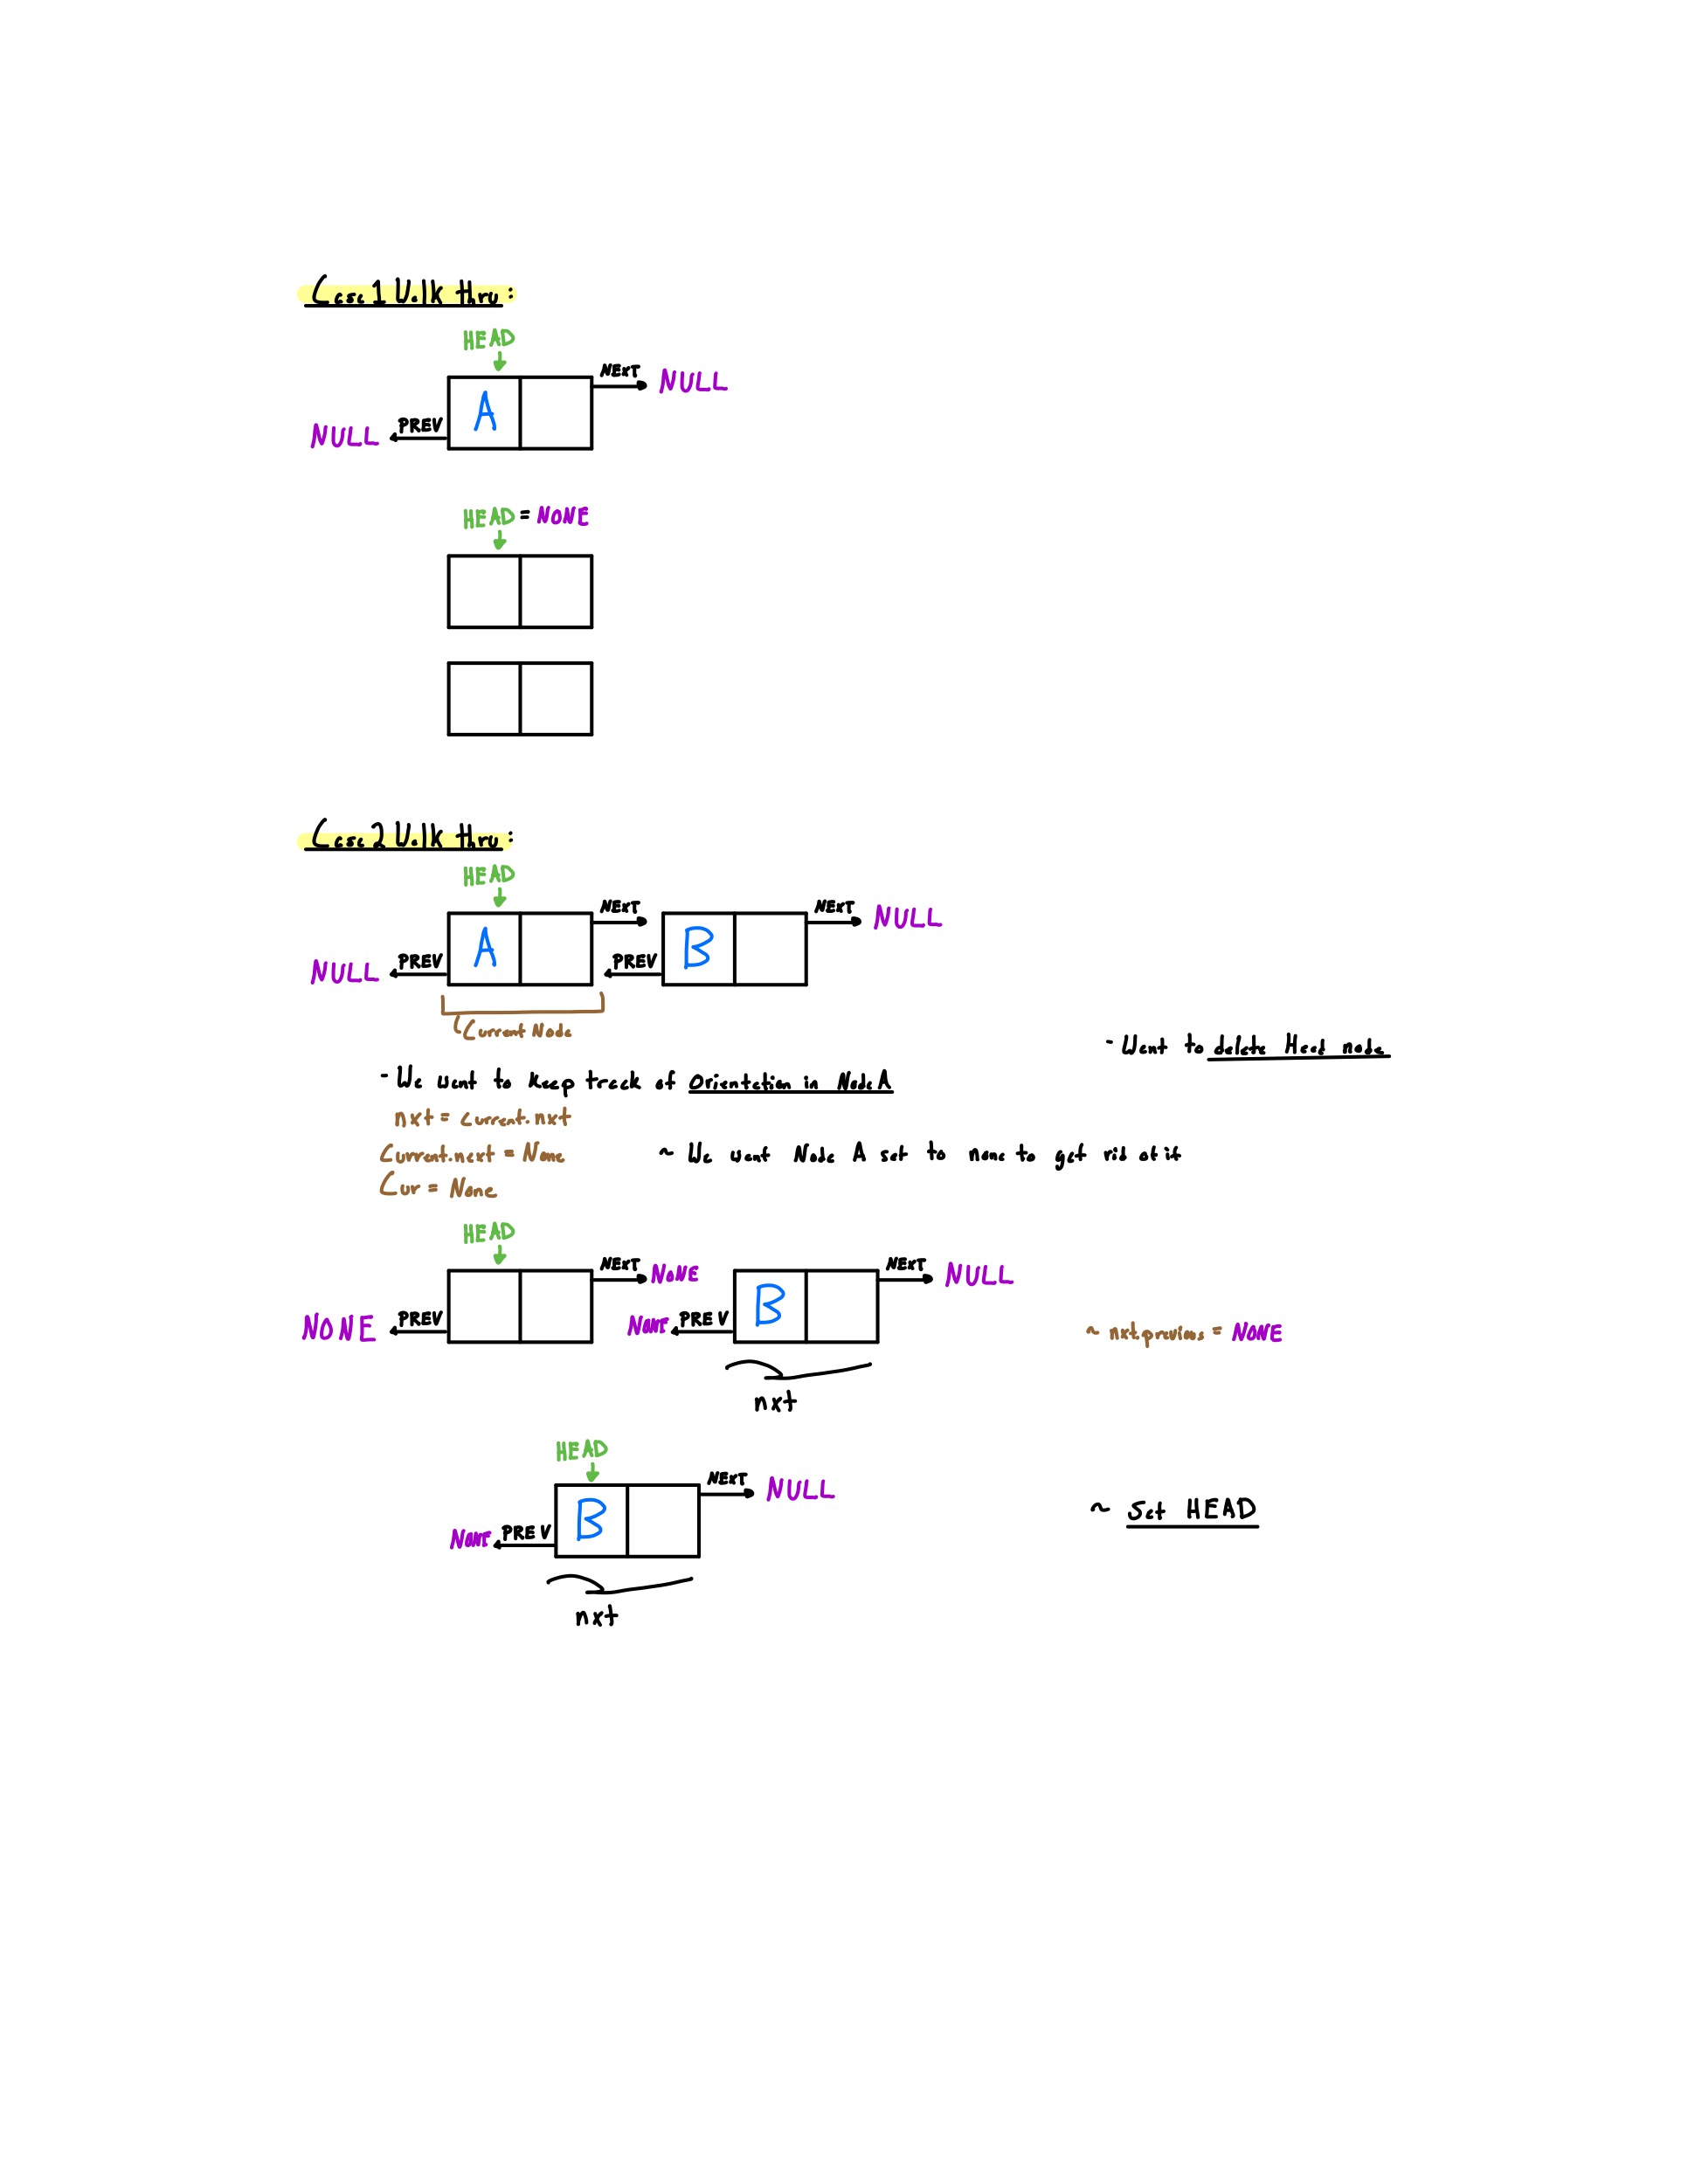 Case 1 Walk thru:
HEAD
NEXT NULL
A
NULL PREV
HEAD = NONE
Case 2 Walk thru:
HEAD
NEXT NEXT NULL
A B
NULL PREV PREV
Current Node
- Want to delete Head node
- We want to keep track of Orientation in Node A
nxt = current.nxt
Current.next = None ~ We want Node A set to none to get rid of it
Cur = None
HEAD
NEXT NONE NEXT NULL
B
NONE PREV NONE PREV
~ nxt.previous = NONE
nxt
HEAD
NEXT NULL
B
~ Set HEAD
NONE PREV
nxt